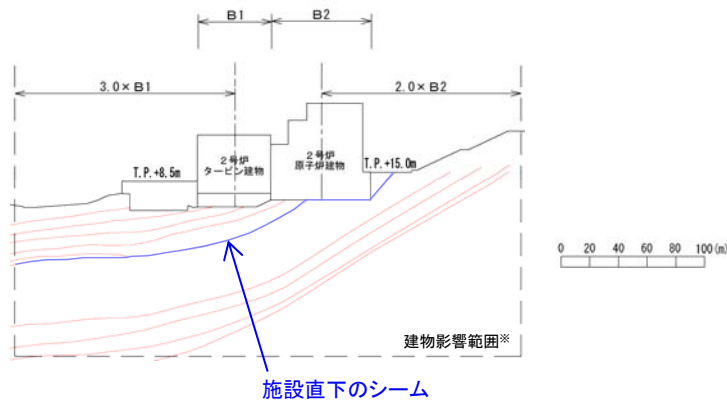 B1
B2
3.0×B1
2.0×B2
T.P.+8.5m
2号炉
タービン建物
2号炉
原子炉建物
T.P.+15.0m
0 20 40 60 80 100(m)
建物影響範囲※
施設直下のシーム